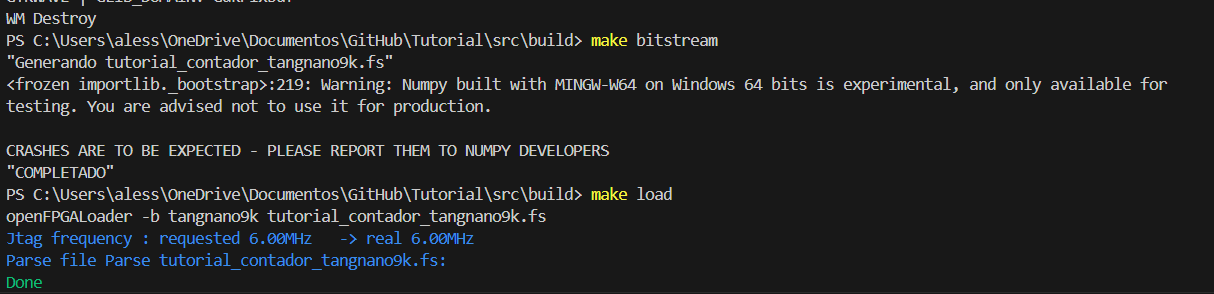 WM Destroy
PS C:\Users\aless\OneDrive\Documentos\GitHub\Tutorial\src\build> make bitstream
"Generando tutorial_contador_tangnano9k.fs"
<frozen importlib._bootstrap>:219: Warning: Numpy built with MINGW-W64 on Windows 64 bits is experimental, and only available for
testing. You are advised not to use it for production.
CRASHES ARE TO BE EXPECTED - PLEASE REPORT THEM TO NUMPY DEVELOPERS
"COMPLETADO"
PS C:\Users\aless\OneDrive\Documentos\GitHub\Tutorial\src\build> make load
openFPGALoader -b tangnano9k tutorial_contador_tangnano9k.fs
Jtag frequency : requested 6.00MHz   -> real 6.00MHz
Parse file Parse tutorial_contador_tangnano9k.fs:
Done